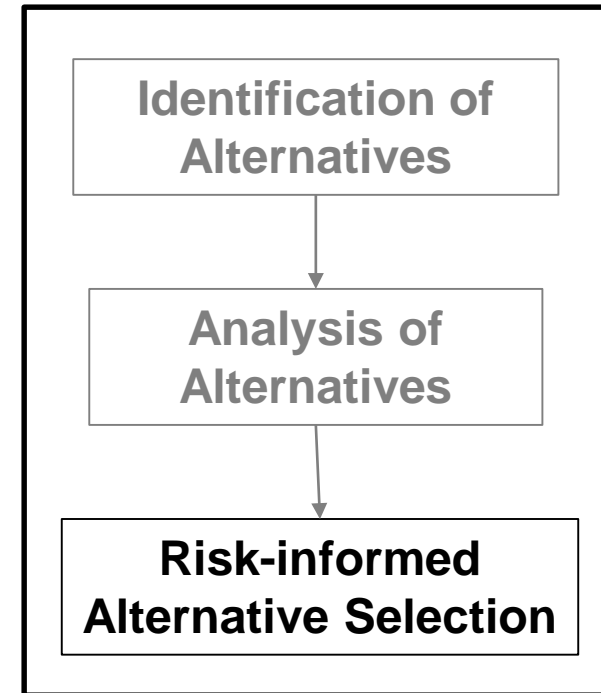 Identification of
Alternatives
Analysis of
Alternatives
Risk-informed
Alternative Selection